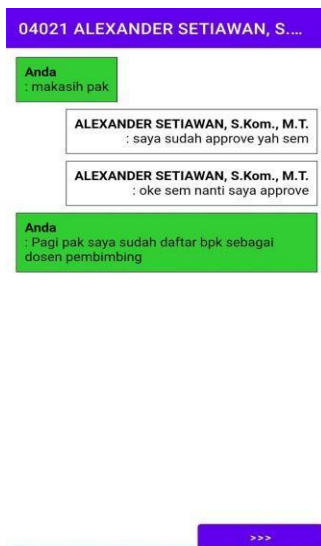 04021 ALEXANDER SETIAWAN, S....
Anda
: makasih pak
ALEXANDER SETIAWAN, S.Kom., M.T.
: saya sudah approve yah sem
ALEXANDER SETIAWAN, S.Kom., M.T.
: oke sem nanti saya approve
Anda
: Pagi pak saya sudah daftar bpk sebagai
dosen pembimbing
>>>